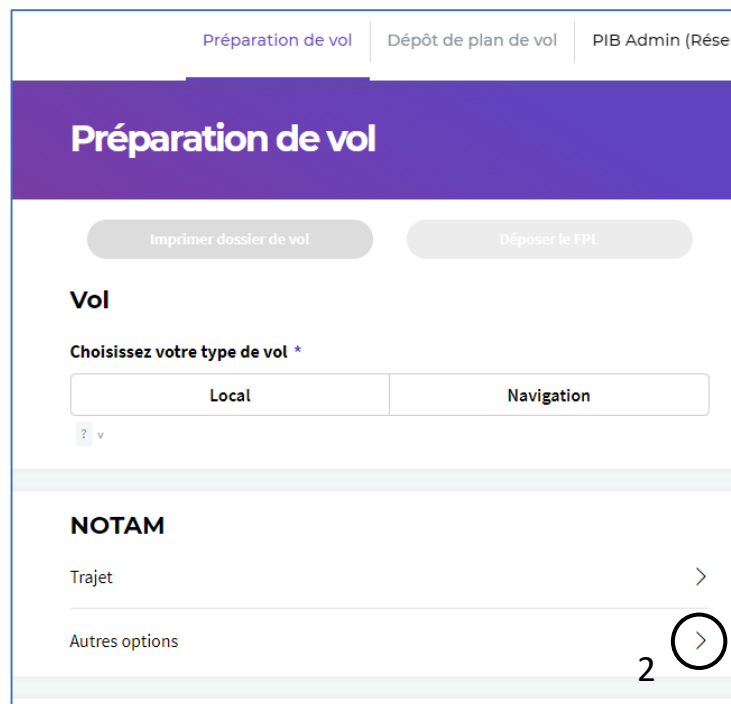 Préparation de vol Dépôt de plan de vol PIB Admin (Rése
Préparation de vol
Imprimer dossier de vol Déposer le FPL
Vol
Choisissez votre type de vol *
Local Navigation
? v
NOTAM
Trajet
Autres options
2